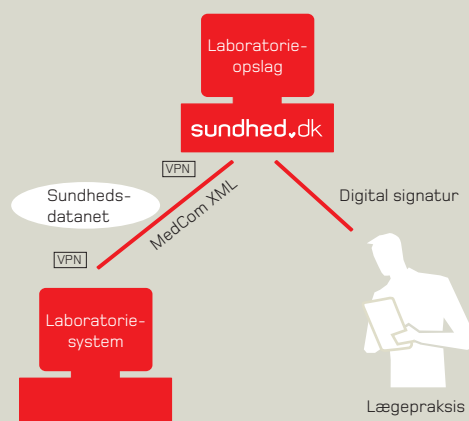 Laboratorie-
opslag
sundhed.dk
VPN
Sundheds-
datanet
MedCom XML
Digital signatur
VPN
Laboratorie-
system
Lægepraksis